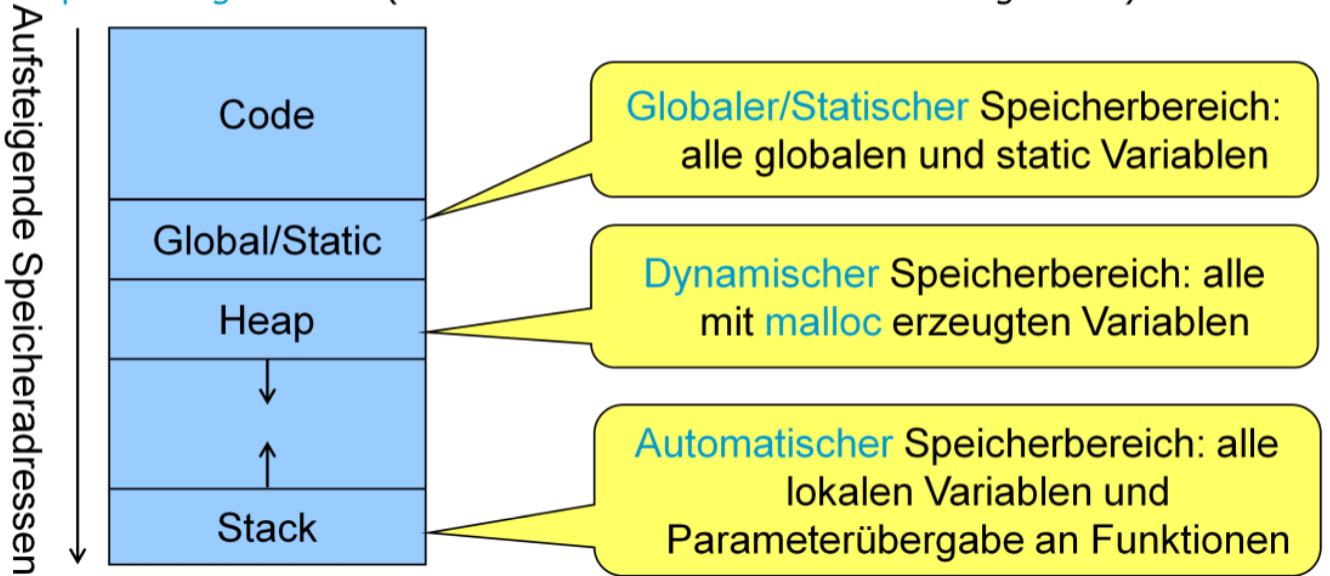 Aufsteigende Speicheradressen
Code
Global/Static
Heap
Stack
Globaler/Statischer Speicherbereich:
alle globalen und static Variablen
Dynamischer Speicherbereich: alle
mit malloc erzeugten Variablen
Automatischer Speicherbereich: alle
lokalen Variablen und
Parameterübergabe an Funktionen